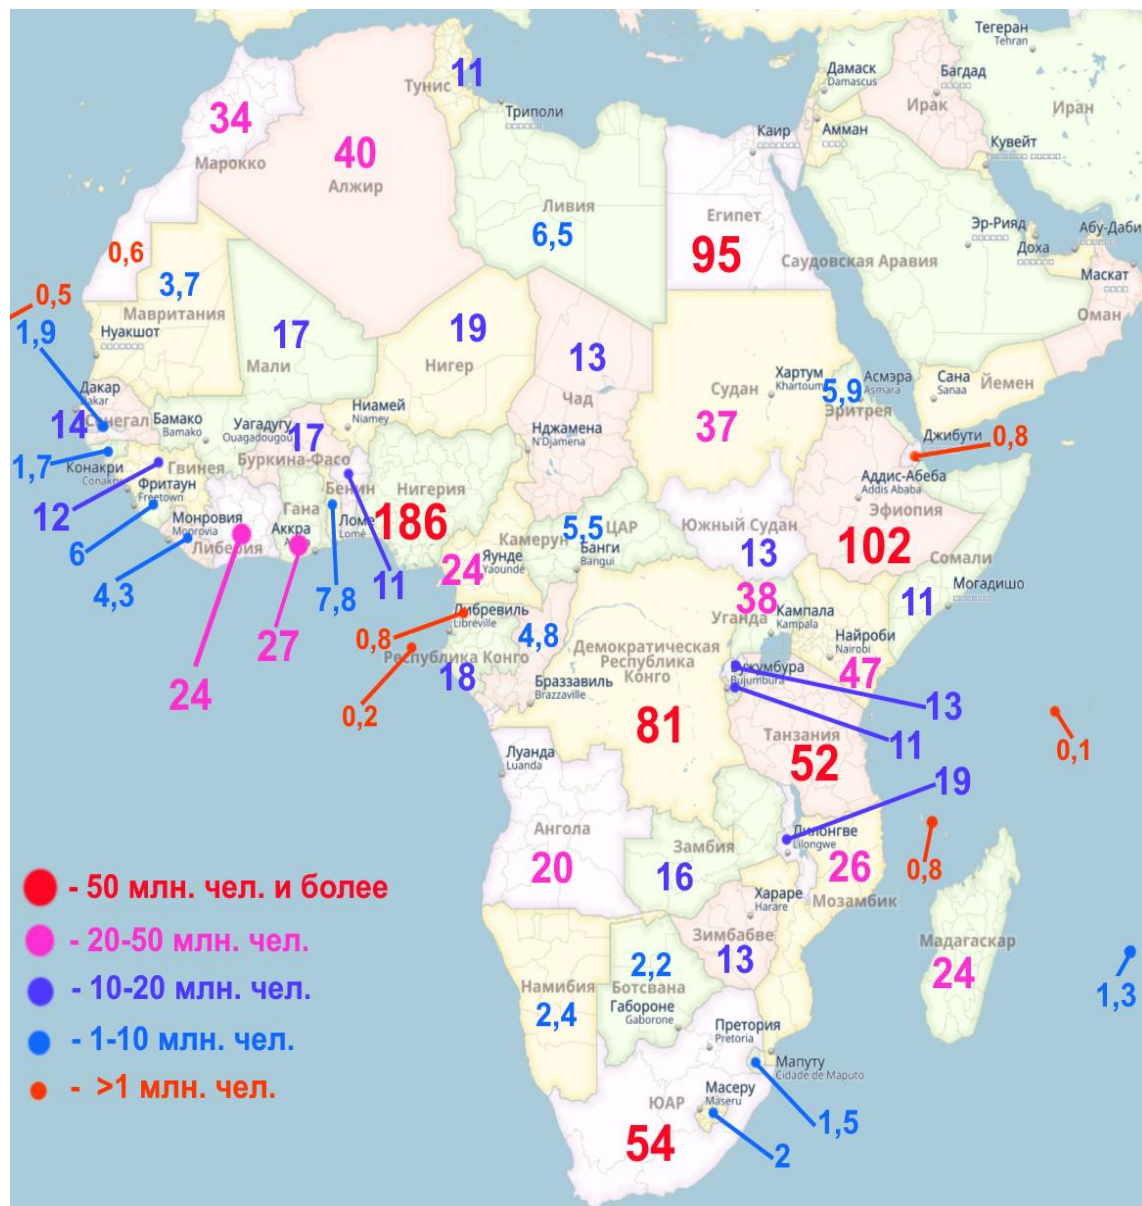 Тегеран
Tehran
Дамаск
Damascus
Багдад
Ирак
Иран
11
Тунис
Триполи
Каир
Амман
Кувейт
34
Марокко
40
Алжир
Ливия
6,5
Египет
95
Эр-Рияд
Доха
Абу-Даби
Саудовская Аравия
Маскат
Оман
0,6
3,7
Мавритания
0,5
1,9
Нуакшот
17
Мали
19
Нигер
13
Чад
Судан
37
Хартум
Khartoum
5,9
Асмэра
Asmara
Эритрея
Сана
Sanaa
Йемен
Дакар
Dakar
14
Сенегал
Бамако
Bamako
Уагадугу
Ouagadougou
17
Буркина-Фасо
Ниамей
Niamey
Нджамена
N'Djamena
Джибути
0,8
1,7
Конакри
Conakry
Гвинея
Фритаун
Freetown
12
6
Монровия
Monrovia
Либерия
4,3
Гана
Аккра
Бенин
Ломе
Lomé
Нигерия
186
7,8
11
24
27
Камерун
24
Яунде
Yaounde
5,5
ЦАР
Банги
Bangui
Южный Судан
13
Аддис-Абеба
Addis Ababa
Эфиопия
102
Сомали
11
Могадишо
38
Уганда
Кампала
Kampala
Найроби
Nairobi
47
0,8
Либревиль
Libreville
4,8
Республика Конго
18
0,2
Браззавиль
Brazzaville
Демократическая
Республика
Конго
81
Бужумбура
Bujumbura
13
11
Танзания
52
0,1
19
Луанда
Luanda
Ангола
20
Замбия
16
Лилонгве
Lilongwe
26
Мозамбик
0,8
Хараре
Harare
Зимбабве
13
Мадагаскар
24
1,3
Намибия
2,4
2,2
Ботсвана
Габороне
Gaborone
Претория
Pretoria
Мапуту
Cidade de Maputo
ЮАР
54
Масеру
Maseru
1,5
2
- 50 млн. чел. и более
- 20-50 млн. чел.
- 10-20 млн. чел.
- 1-10 млн. чел.
- >1 млн. чел.